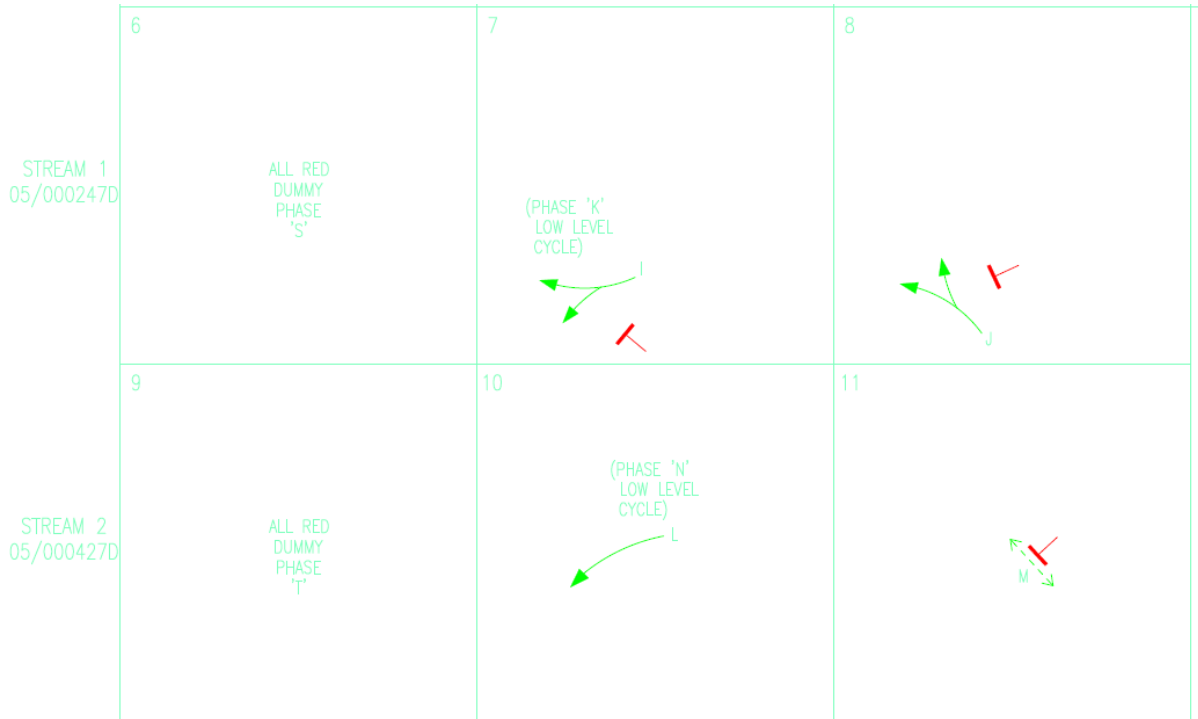 6
7
8
STREAM 1
05/000247D
ALL RED
DUMMY
PHASE
'S'
(PHASE 'K'
LOW LEVEL
CYCLE)
I
J
9
10
11
STREAM 2
05/000427D
ALL RED
DUMMY
PHASE
'T'
(PHASE 'N'
LOW LEVEL
CYCLE)
L
M